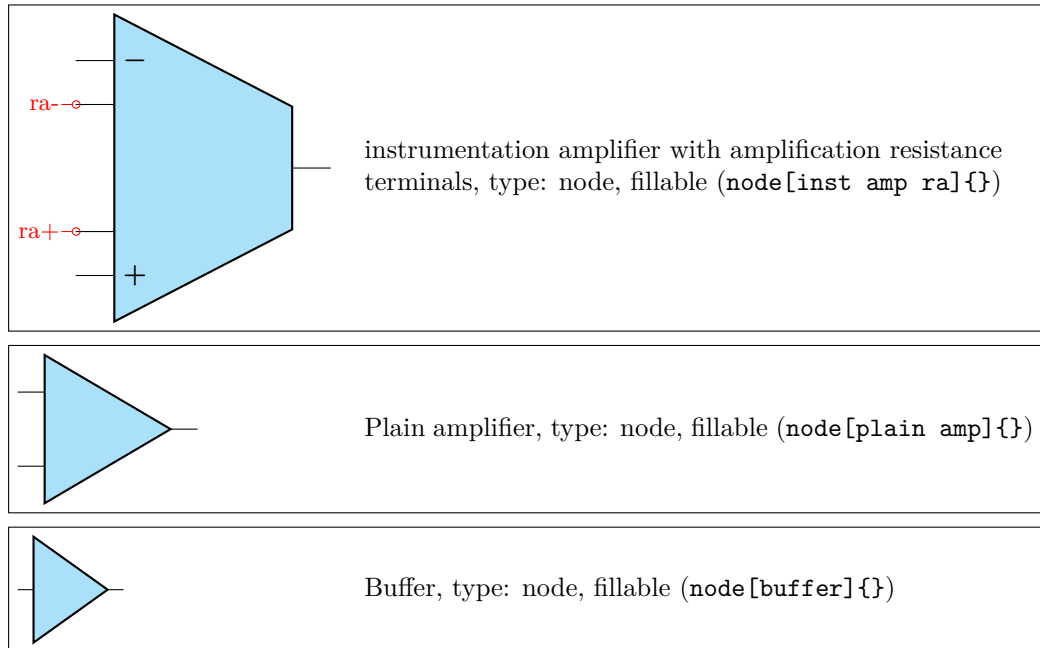 −
ra-
instrumentation amplifier with amplification resistance
terminals, type: node, fillable (node[inst amp ra]{})
ra+
+
Plain amplifier, type: node, fillable (node[plain amp]{})
Buffer, type: node, fillable (node[buffer]{})